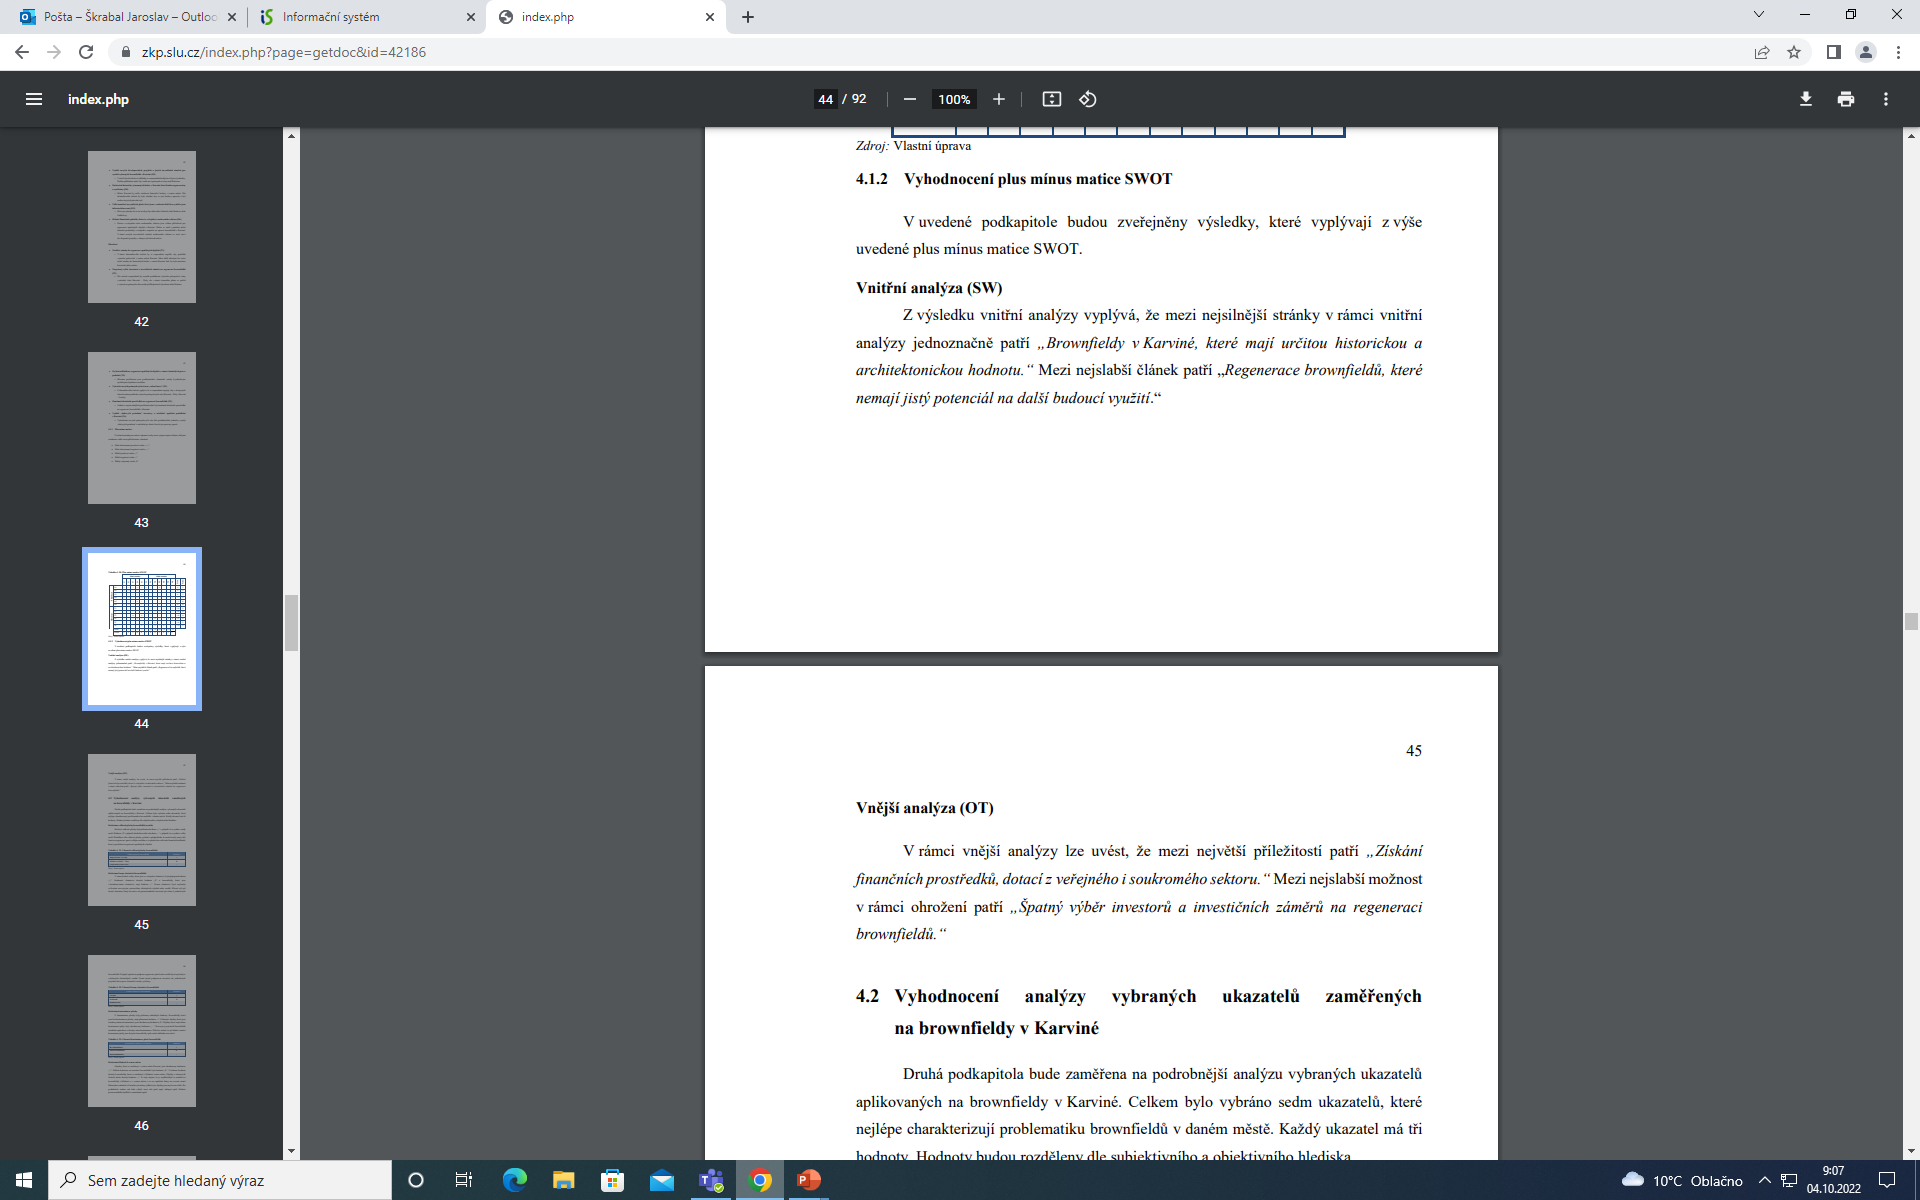 Pošta – Škrabal Jaroslav – Outloo
Informační systém
index.php
zkp.slu.cz/index.php?page=getdoc&id=42186
index.php
44 / 92
100%
42
43
44
45
46
Zdroj: Vlastní úprava
4.1.2 Vyhodnocení plus mínus matice SWOT
V uvedené podkapitole budou zveřejněny výsledky, které vyplývají z výše
uvedené plus mínus matice SWOT.
Vnitřní analýza (SW)
Z výsledku vnitřní analýzy vyplývá, že mezi nejsilnější stránky v rámci vnitřní
analýzy jednoznačně patří „Brownfieldy v Karviné, které mají určitou historickou a
architektonickou hodnotu.“ Mezi nejslabší článek patří „Regenerace brownfieldů, které
nemají jistý potenciál na další budoucí využití.“
45
Vnější analýza (OT)
V rámci vnější analýzy lze uvést, že mezi největší příležitostí patří „Získání
finančních prostředků, dotací z veřejného i soukromého sektoru.“ Mezi nejslabší možnost
v rámci ohrožení patří „Špatný výběr investorů a investičních záměrů na regeneraci
brownfieldů.“
4.2 Vyhodnocení analýzy vybraných ukazatelů zaměřených
na brownfieldy v Karviné
Druhá podkapitola bude zaměřena na podrobnější analýzu vybraných ukazatelů
aplikovaných na brownfieldy v Karviné. Celkem bylo vybráno sedm ukazatelů, které
nejlépe charakterizují problematiku brownfieldů v daném městě. Každý ukazatel má tři
hodnoty. Hodnoty budou rozděleny dle subjektivního a objektivního hlediska.
Sem zadejte hledaný výraz
10°C Oblačno
9:07
04.10.2022